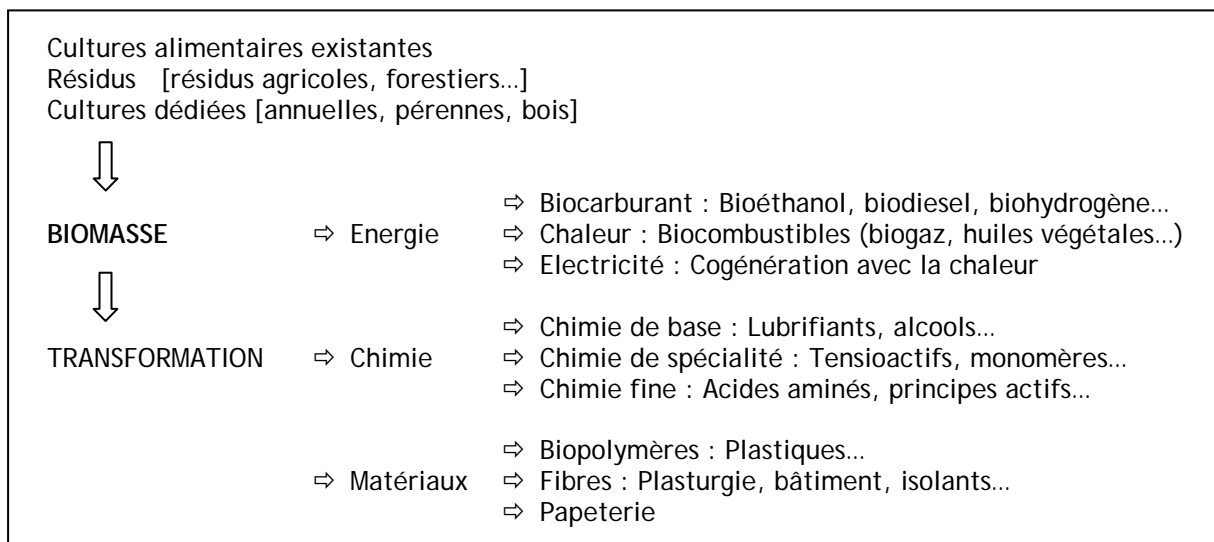 Cultures alimentaires existantes
Résidus [résidus agricoles, forestiers...]
Cultures dédiées [annuelles, pérennes, bois]
⇨ Biocarburant : Bioéthanol, biodiesel, biohydrogène...
BIOMASSE ⇨ Energie ⇨ Chaleur : Biocombustibles (biogaz, huiles végétales...)
⇨ Electricité : Cogénération avec la chaleur
⇨ Chimie de base : Lubrifiants, alcools...
TRANSFORMATION ⇨ Chimie ⇨ Chimie de spécialité : Tensioactifs, monomères...
⇨ Chimie fine : Acides aminés, principes actifs...
⇨ Biopolymères : Plastiques...
⇨ Matériaux ⇨ Fibres : Plasturgie, bâtiment, isolants...
⇨ Papeterie